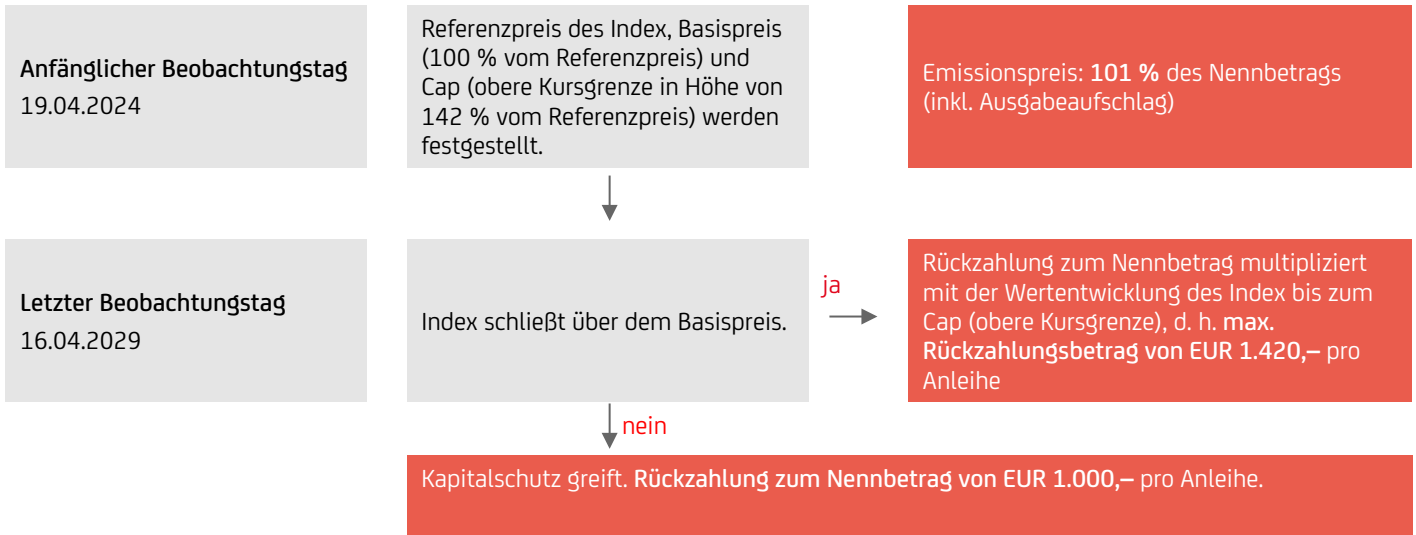 Anfänglicher Beobachtungstag
19.04.2024
Referenzpreis des Index, Basispreis
(100 % vom Referenzpreis) und
Cap (obere Kursgrenze in Höhe von
142 % vom Referenzpreis) werden
festgestellt.
Emissionspreis: 101 % des Nennbetrags
(inkl. Ausgabeaufschlag)
Letzter Beobachtungstag
16.04.2029
Index schließt über dem Basispreis.
ja
Rückzahlung zum Nennbetrag multipliziert
mit der Wertentwicklung des Index bis zum
Cap (obere Kursgrenze), d. h. max.
Rückzahlungsbetrag von EUR 1.420,– pro
Anleihe
nein
Kapitalschutz greift. Rückzahlung zum Nennbetrag von EUR 1.000,– pro Anleihe.